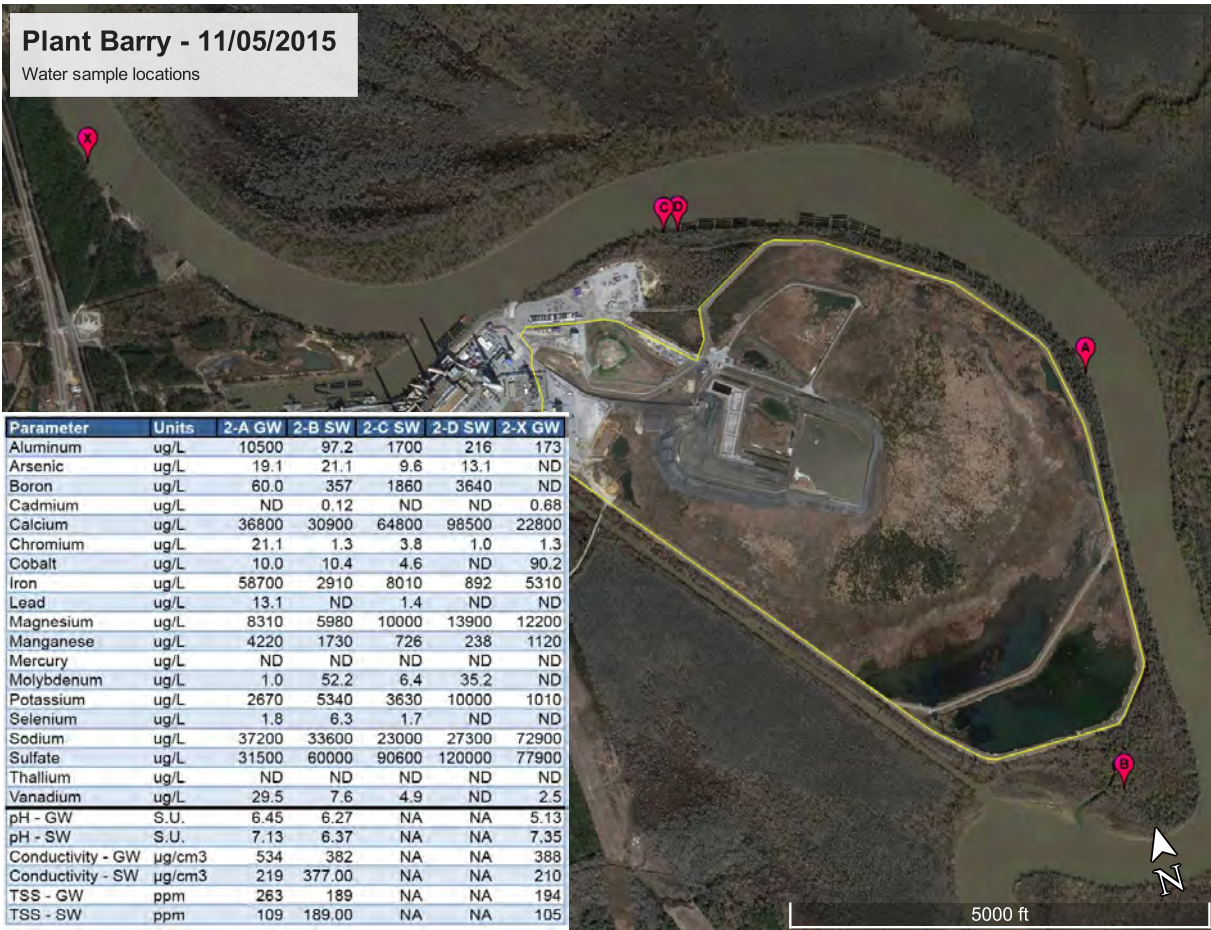 Plant Barry - 11/05/2015
Water sample locations
X
C D
A
Parameter Units 2-A GW 2-B SW 2-C SW 2-D SW 2-X GW
Aluminum ug/L 10500 97.2 1700 216 173
Arsenic ug/L 19.1 21.1 9.6 13.1 ND
Boron ug/L 60.0 357 1860 3640 ND
Cadmium ug/L ND 0.12 ND ND 0.68
Calcium ug/L 36800 30900 64800 98500 22800
Chromium ug/L 21.1 1.3 3.8 1.0 1.3
Cobalt ug/L 10.0 10.4 4.6 ND 90.2
Iron ug/L 58700 2910 8010 892 5310
Lead ug/L 13.1 ND 1.4 ND ND
Magnesium ug/L 8310 5980 10000 13900 12200
Manganese ug/L 4220 1730 726 238 1120
Mercury ug/L ND ND ND ND ND
Molybdenum ug/L 1.0 52.2 6.4 35.2 ND
Potassium ug/L 2670 5340 3630 10000 1010
Selenium ug/L 1.8 6.3 1.7 ND ND
Sodium ug/L 37200 33600 23000 27300 72900
Sulfate ug/L 31500 60000 90600 120000 77900
Thallium ug/L ND ND ND ND ND
Vanadium ug/L 29.5 7.6 4.9 ND 2.5
pH - GW S.U. 6.45 6.27 NA NA 5.13
pH - SW S.U. 7.13 6.37 NA NA 7.35
Conductivity - GW µg/cm3 534 382 NA NA 388
Conductivity - SW µg/cm3 219 377.00 NA NA 210
TSS - GW ppm 263 189 NA NA 194
TSS - SW ppm 109 189.00 NA NA 105
B
N
5000 ft